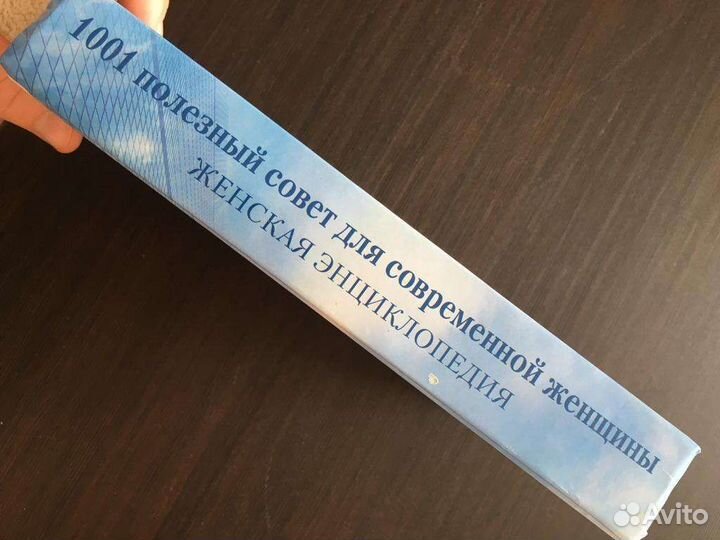 1001 полезный совет для современной женщины
ЖЕНСКАЯ ЭНЦИКЛОПЕДИЯ
Avito